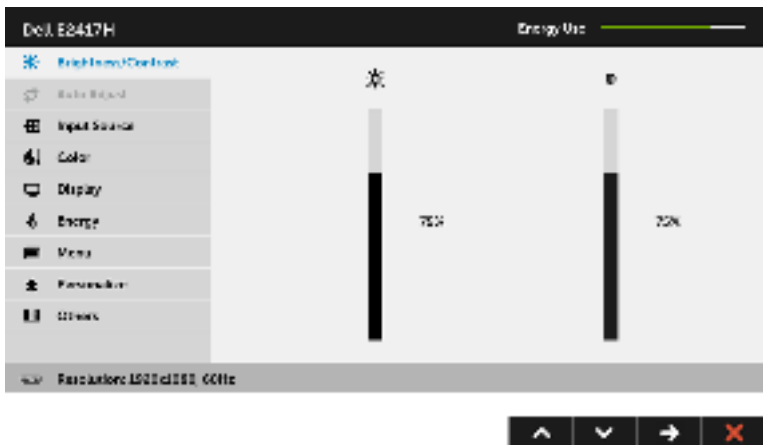 Dell E2417H
Energy Use
Brightness/Contrast
Auto Adjust
Input Source
Color
Display
75%
75%
Energy
Menu
Personalize
Others
Resolution: 1920x1080, 60Hz